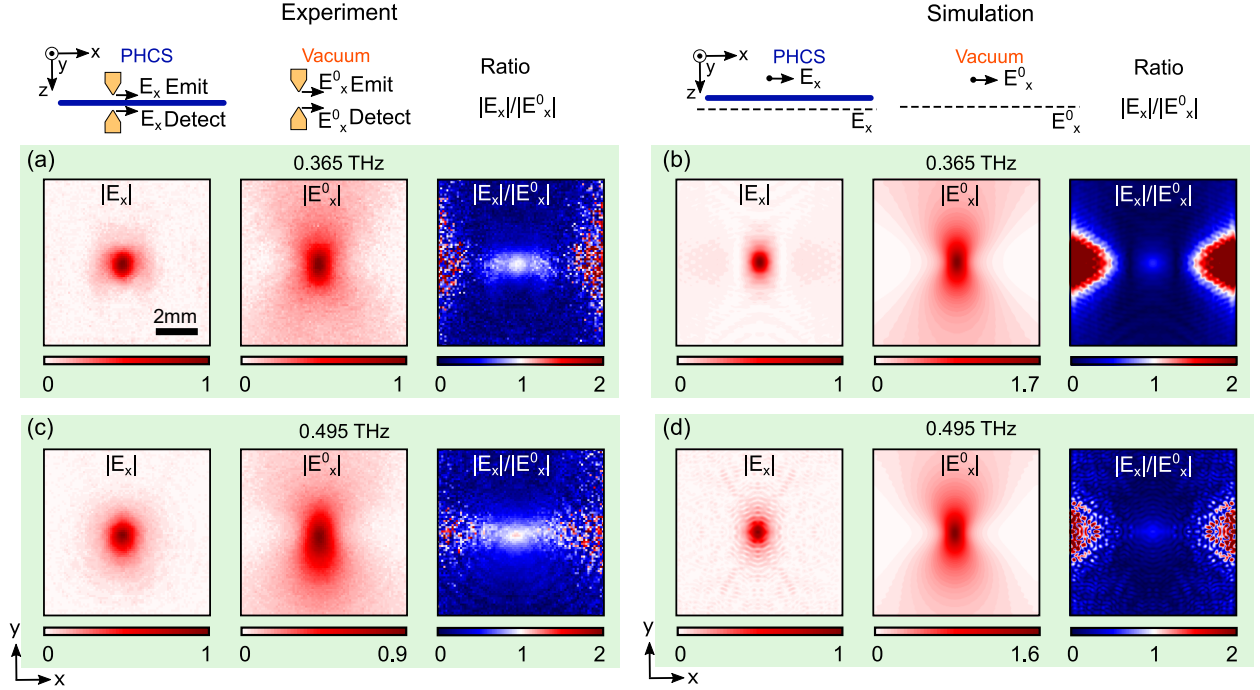 Experiment
Simulation
x
y
z
PHCS
E_x Emit
E_x Detect
Vacuum
E^0_x Emit
E^0_x Detect
Ratio
|E_x|/|E^0_x|
x
y
z
PHCS
E_x
E_x
Vacuum
E^0_x
E^0_x
Ratio
|E_x|/|E^0_x|
(a)
0.365 THz
|E_x|
|E^0_x|
|E_x|/|E^0_x|
2mm
0 1
0 1
0 1 2
(b)
0.365 THz
|E_x|
|E^0_x|
|E_x|/|E^0_x|
0 1
0 1.7
0 1 2
(c)
0.495 THz
|E_x|
|E^0_x|
|E_x|/|E^0_x|
0 1
0 0.9
0 1 2
(d)
0.495 THz
|E_x|
|E^0_x|
|E_x|/|E^0_x|
0 1
0 1.6
0 1 2
y
x
y
x